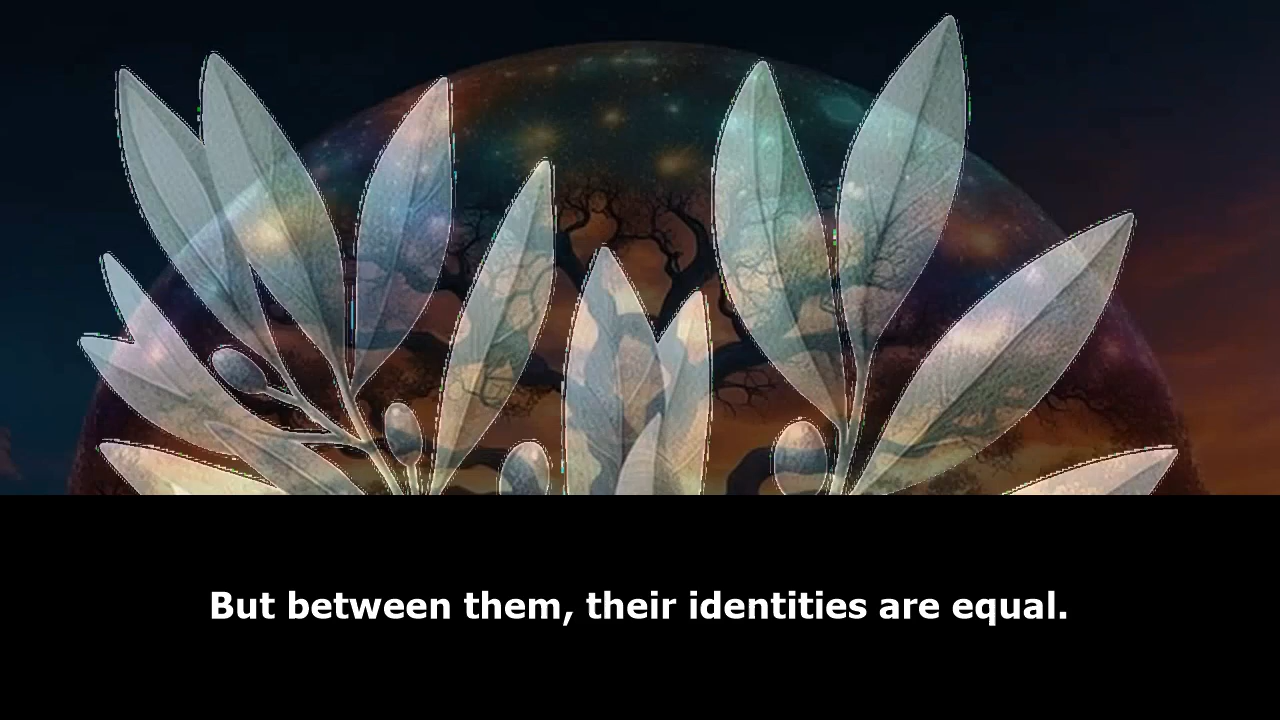 But between them, their identities are equal.